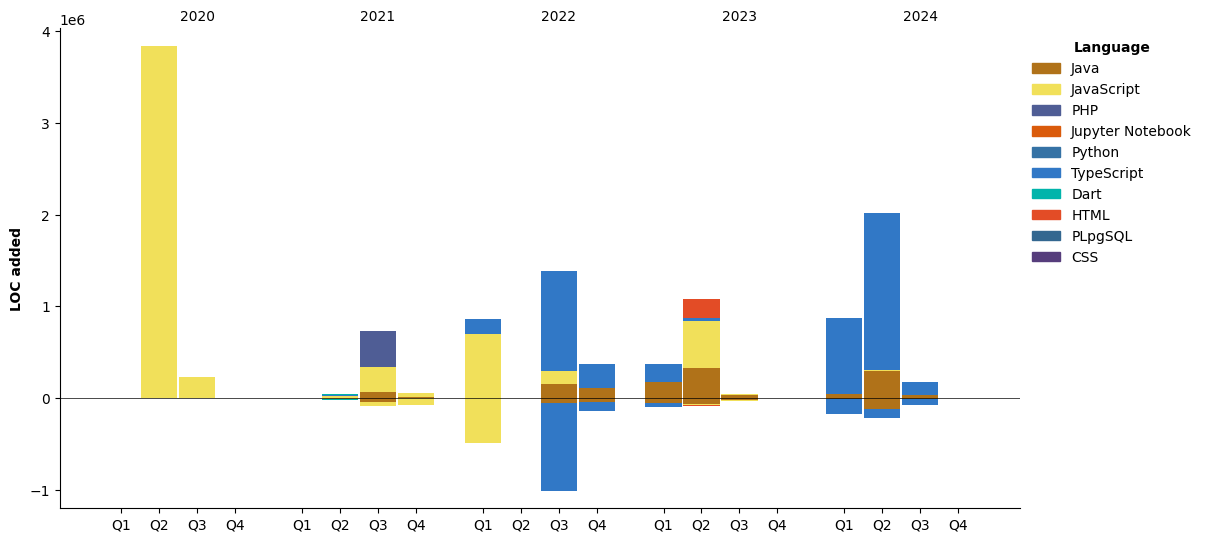 2020 2021 2022 2023 2024
1e6
4
3
2
1
0
−1
LOC added
Q1 Q2 Q3 Q4 Q1 Q2 Q3 Q4 Q1 Q2 Q3 Q4 Q1 Q2 Q3 Q4 Q1 Q2 Q3 Q4
Language
Java
JavaScript
PHP
Jupyter Notebook
Python
TypeScript
Dart
HTML
PLpgSQL
CSS